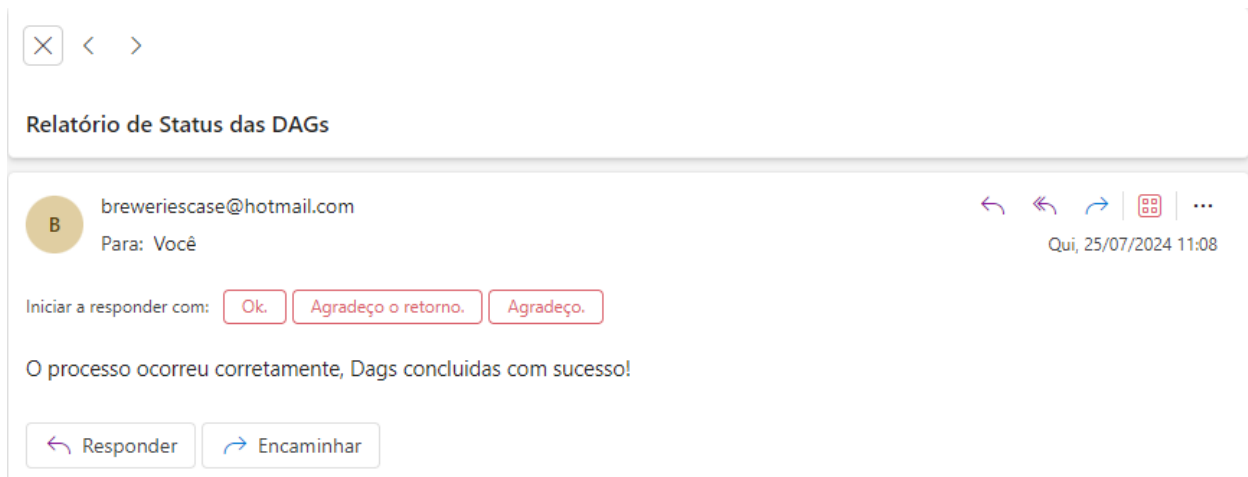 Relatório de Status das DAGs
B
breweriescase@hotmail.com
Para: Você
Qui, 25/07/2024 11:08
Iniciar a responder com: Ok. Agradeço o retorno. Agradeço.
O processo ocorreu corretamente, Dags concluidas com sucesso!
Responder Encaminhar